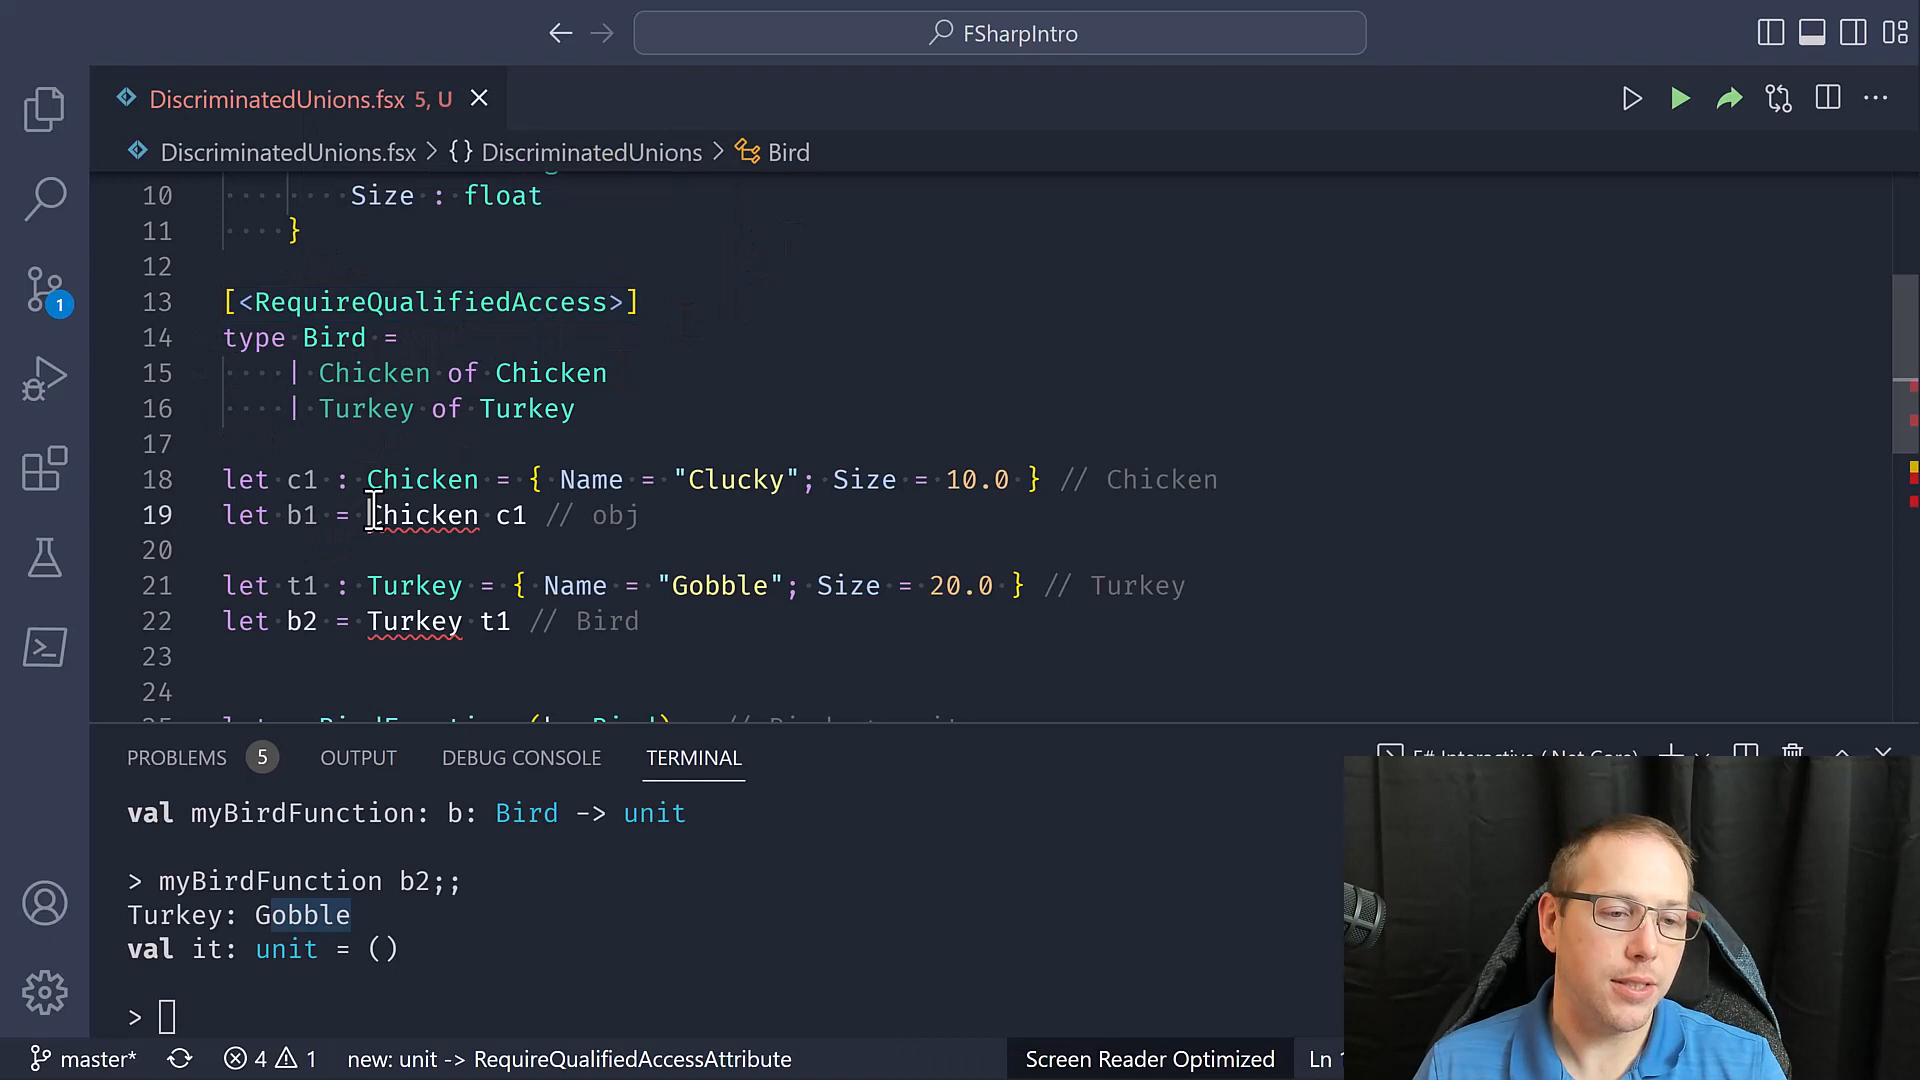 FSharpIntro
DiscriminatedUnions.fsx 5, U
DiscriminatedUnions.fsx > {} DiscriminatedUnions > Bird
10 Size : float
11 }
12
13 [<RequireQualifiedAccess>]
14 type Bird =
15 | Chicken of Chicken
16 | Turkey of Turkey
17
18 let c1 : Chicken = { Name = "Clucky"; Size = 10.0 } // Chicken
19 let b1 = Chicken c1 // obj
20
21 let t1 : Turkey = { Name = "Gobble"; Size = 20.0 } // Turkey
22 let b2 = Turkey t1 // Bird
23
24
1
PROBLEMS 5 OUTPUT DEBUG CONSOLE TERMINAL
val myBirdFunction: b: Bird -> unit
> myBirdFunction b2;;
Turkey: Gobble
val it: unit = ()
>
master* 4 1 new: unit -> RequireQualifiedAccessAttribute Screen Reader Optimized Ln